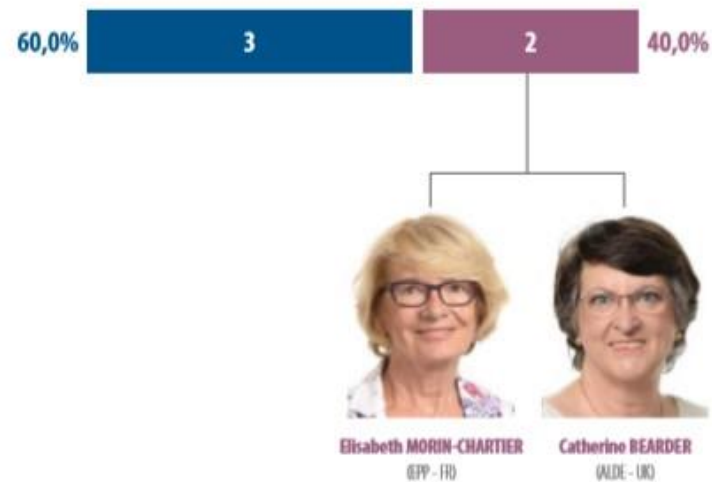 60,0% 3 2 40,0%
Elisabeth MORIN-CHARTIER Catherine BEARDER
(EPP - FR) (ALDE - UK)